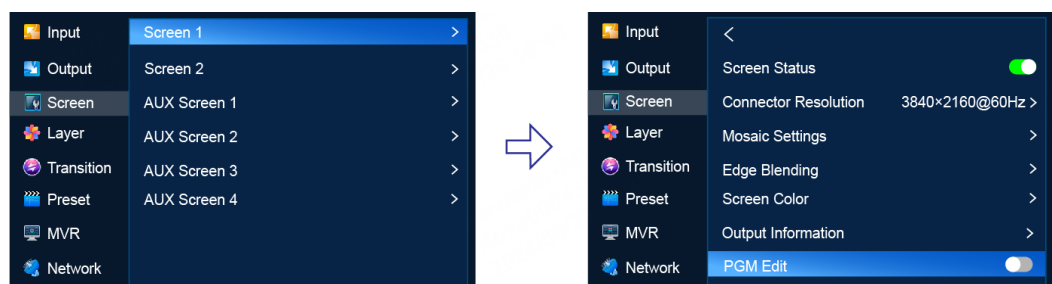 Input
Output
Screen
Layer
Transition
Preset
MVR
Network
Screen 1 >
Screen 2 >
AUX Screen 1 >
AUX Screen 2 >
AUX Screen 3 >
AUX Screen 4 >
Input
Output
Screen
Layer
Transition
Preset
MVR
Network
<
Screen Status
Connector Resolution 3840×2160@60Hz >
Mosaic Settings >
Edge Blending >
Screen Color >
Output Information >
PGM Edit